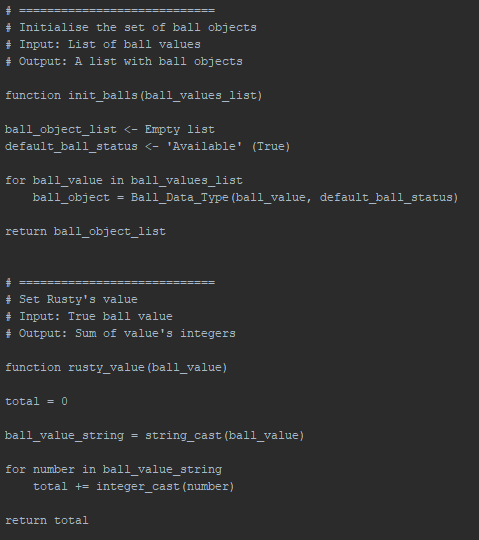 # ============================
# Initialise the set of ball objects
# Input: List of ball values
# Output: A list with ball objects
function init_balls(ball_values_list)
ball_object_list <- Empty list
default_ball_status <- 'Available' (True)
for ball_value in ball_values_list
    ball_object = Ball_Data_Type(ball_value, default_ball_status)
return ball_object_list
# ============================
# Set Rusty's value
# Input: True ball value
# Output: Sum of value's integers
function rusty_value(ball_value)
total = 0
ball_value_string = string_cast(ball_value)
for number in ball_value_string
    total += integer_cast(number)
return total